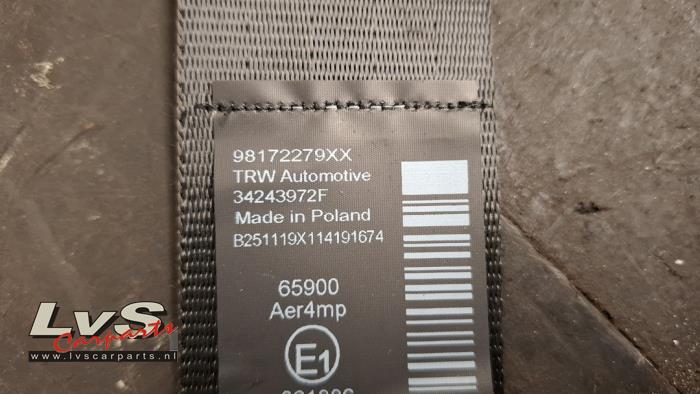 98172279XX
TRW Automotive
34243972F
Made in Poland
B251119X114191674
65900
Aer4mp
E1
LvS
Carparts
www.lvscarparts.nl